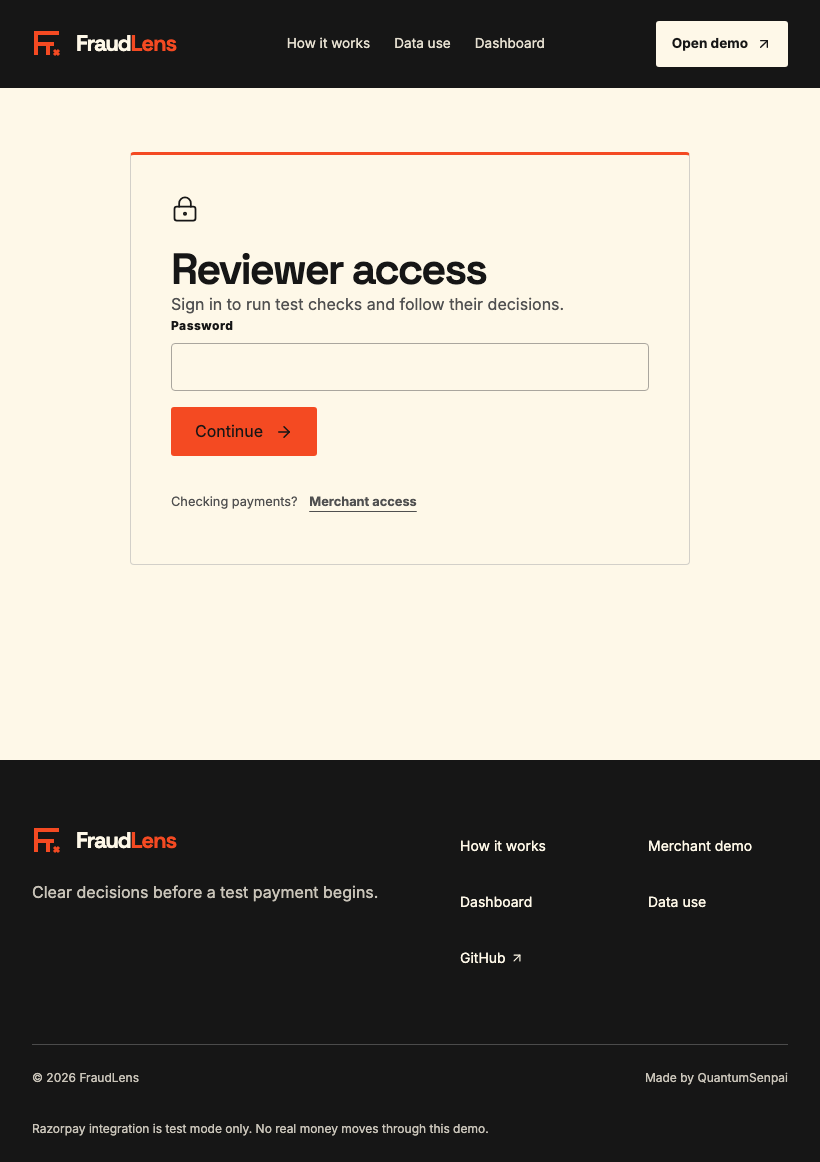 FraudLens
How it works
Data use
Dashboard
Open demo
Reviewer access
Sign in to run test checks and follow their decisions.
Password
Continue
Checking payments? Merchant access
FraudLens
Clear decisions before a test payment begins.
How it works
Merchant demo
Dashboard
Data use
GitHub
© 2026 FraudLens
Made by QuantumSenpai
Razorpay integration is test mode only. No real money moves through this demo.